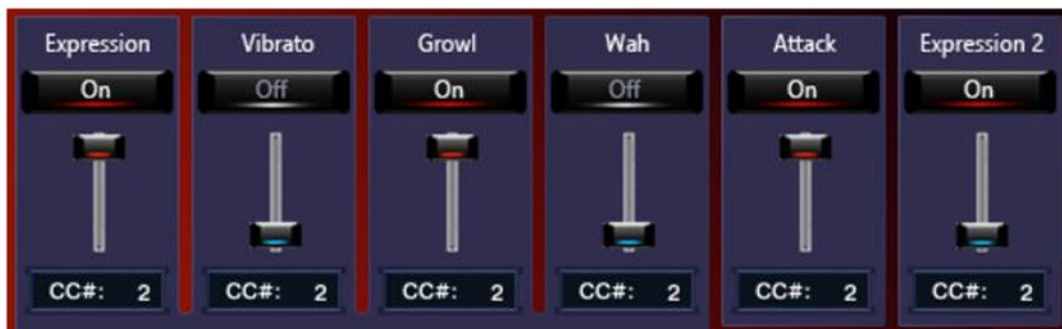 Expression Vibrato Growl Wah Attack Expression 2
On Off On Off On On
CC#: 2 CC#: 2 CC#: 2 CC#: 2 CC#: 2 CC#: 2